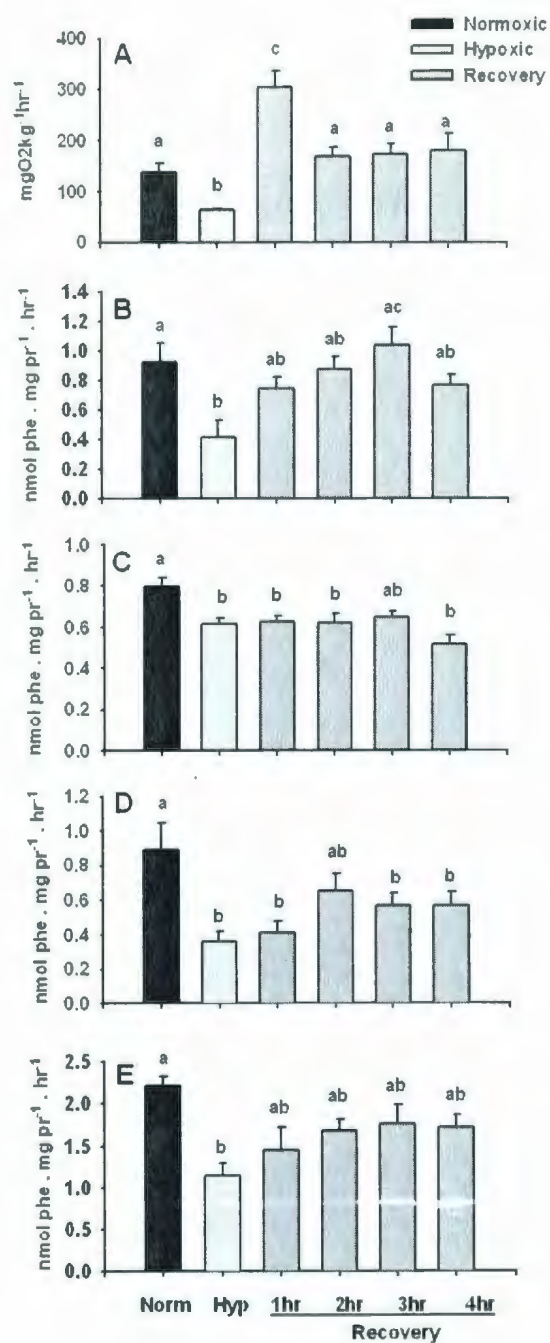 Normoxic
Hypoxic
Recovery
A
mgO2kg⁻¹hr⁻¹
400
300
200
100
0
a
b
c
a
a
a
B
nmol phe . mg pr⁻¹ . hr⁻¹
1.4
1.2
1.0
0.8
0.6
0.4
0.2
0.0
a
b
ab
ab
ac
ab
C
nmol phe . mg pr⁻¹ . hr⁻¹
1.0
0.8
0.6
0.4
0.2
0.0
a
b
b
b
ab
b
D
nmol phe . mg pr⁻¹ . hr⁻¹
1.2
1.0
0.8
0.6
0.4
0.2
0.0
a
b
b
ab
b
b
E
nmol phe . mg pr⁻¹ . hr⁻¹
2.5
2.0
1.5
1.0
0.5
0.0
a
b
ab
ab
ab
ab
Norm Hyp 1hr 2hr 3hr 4hr
Recovery